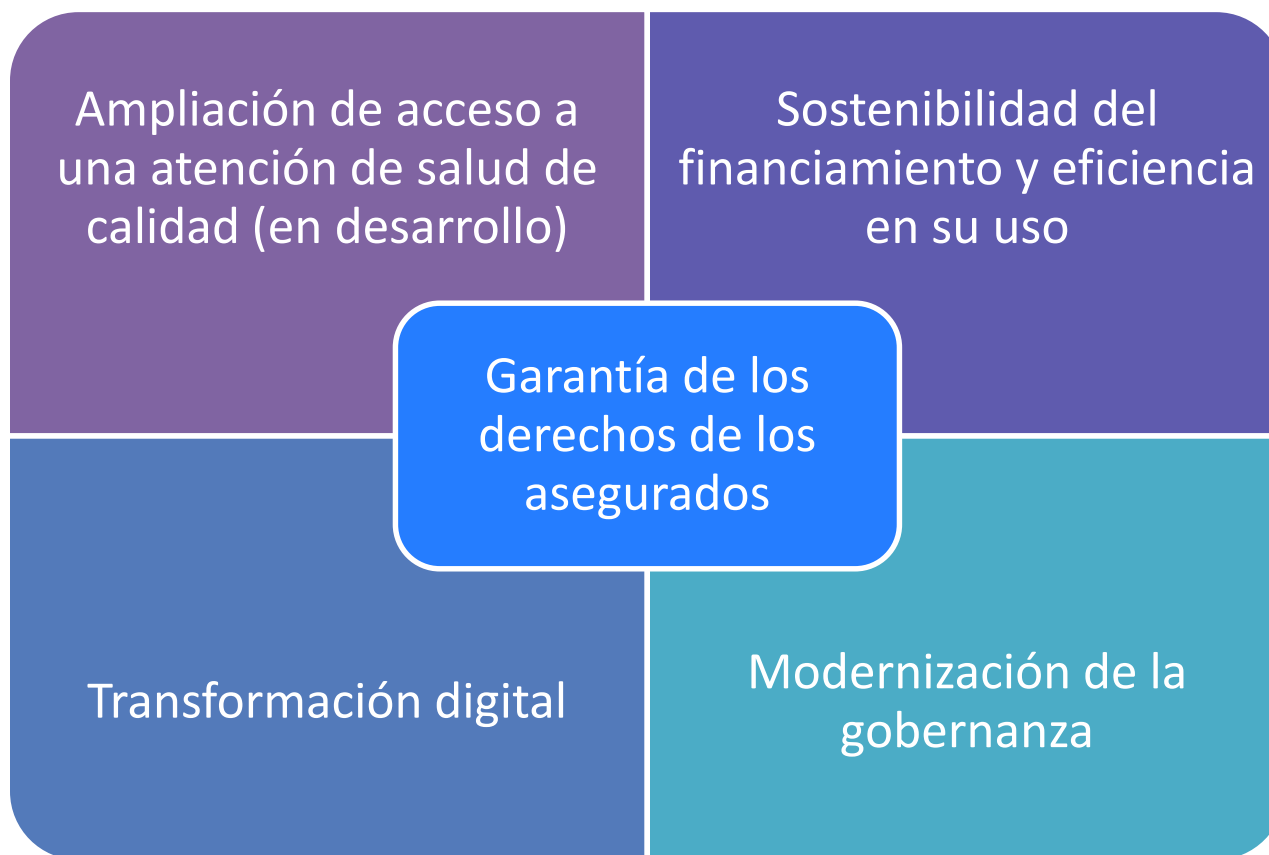 Ampliación de acceso a
una atención de salud de
calidad (en desarrollo)
Sostenibilidad del
financiamiento y eficiencia
en su uso
Garantía de los
derechos de los
asegurados
Transformación digital
Modernización de la
gobernanza